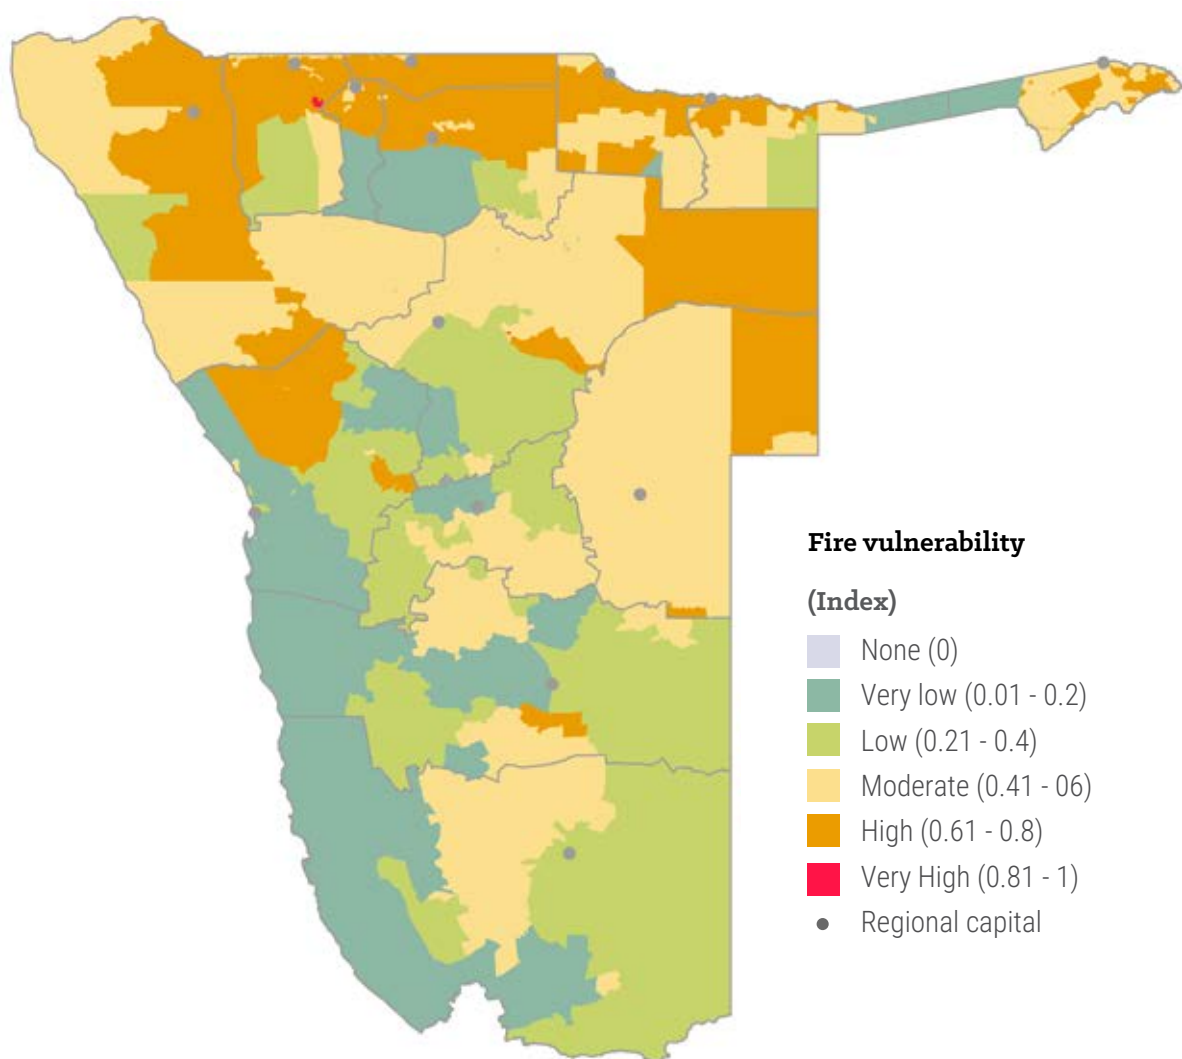 Fire vulnerability
(Index)
None (0)
Very low (0.01 - 0.2)
Low (0.21 - 0.4)
Moderate (0.41 - 06)
High (0.61 - 0.8)
Very High (0.81 - 1)
Regional capital